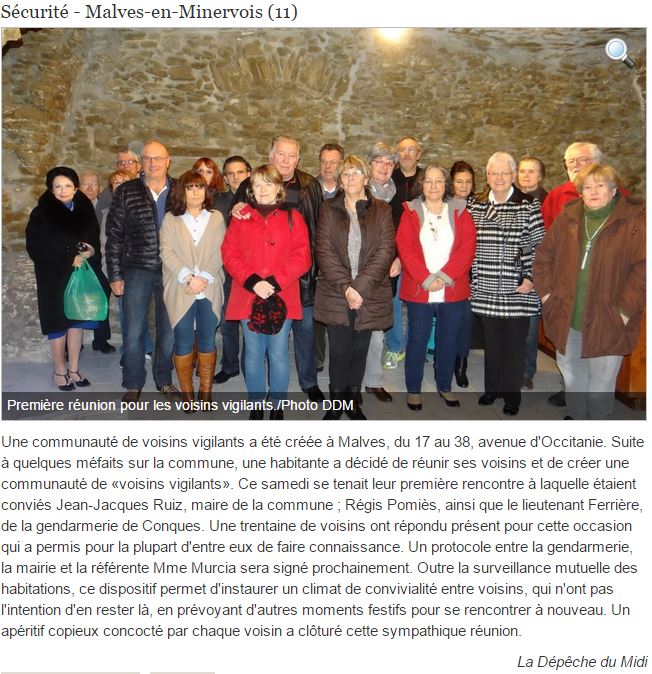 Sécurité - Malves-en-Minervois (11)
Première réunion pour les voisins vigilants./Photo DDM
Une communauté de voisins vigilants a été créée à Malves, du 17 au 38, avenue d'Occitanie. Suite
à quelques méfaits sur la commune, une habitante a décidé de réunir ses voisins et de créer une
communauté de «voisins vigilants». Ce samedi se tenait leur première rencontre à laquelle étaient
conviés Jean-Jacques Ruiz, maire de la commune ; Régis Pomiès, ainsi que le lieutenant Ferrière,
de la gendarmerie de Conques. Une trentaine de voisins ont répondu présent pour cette occasion
qui a permis pour la plupart d'entre eux de faire connaissance. Un protocole entre la gendarmerie,
la mairie et la référente Mme Murcia sera signé prochainement. Outre la surveillance mutuelle des
habitations, ce dispositif permet d'instaurer un climat de convivialité entre voisins, qui n'ont pas
l'intention d'en rester là, en prévoyant d'autres moments festifs pour se rencontrer à nouveau. Un
apéritif copieux concocté par chaque voisin a clôturé cette sympathique réunion.
La Dépêche du Midi